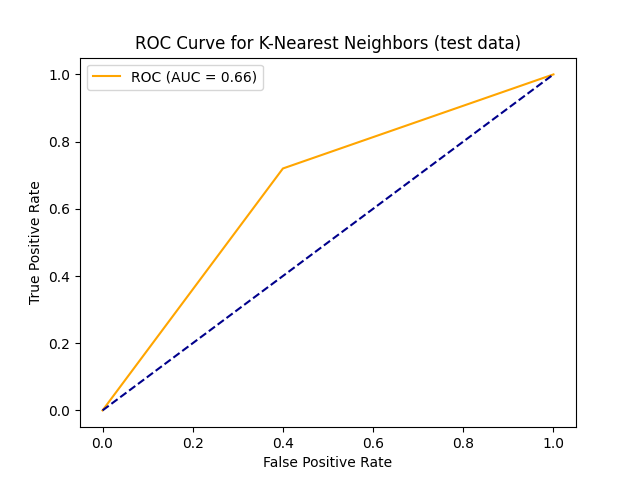 ROC Curve for K-Nearest Neighbors (test data)
ROC (AUC = 0.66)
1.0
0.8
0.6
0.4
0.2
0.0
True Positive Rate
0.0 0.2 0.4 0.6 0.8 1.0
False Positive Rate